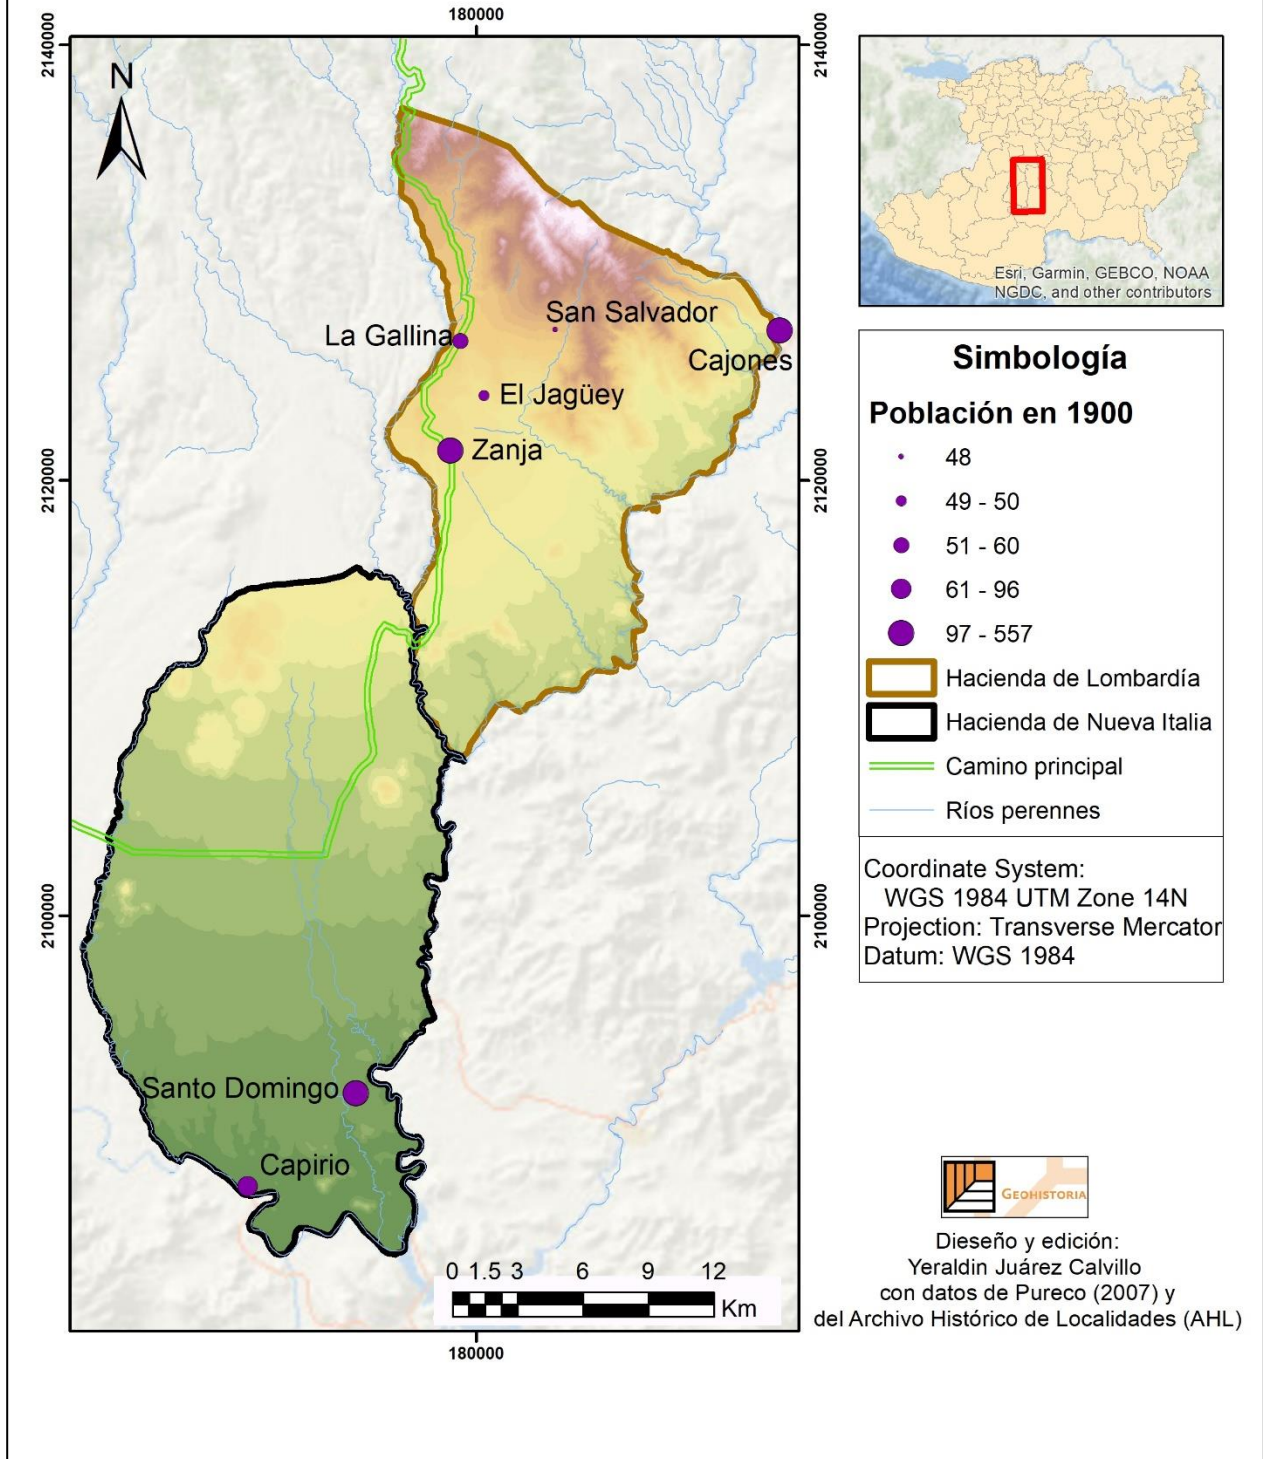 180000
2140000
2140000
N
San Salvador
La Gallina
Cajones
El Jagüey
Zanja
2120000
2120000
2100000
2100000
Santo Domingo
Capirio
0 1.5 3 6 9 12
Km
180000
Esri, Garmin, GEBCO, NOAA
NGDC, and other contributors
Simbología
Población en 1900
48
49 - 50
51 - 60
61 - 96
97 - 557
Hacienda de Lombardía
Hacienda de Nueva Italia
Camino principal
Ríos perennes
Coordinate System:
WGS 1984 UTM Zone 14N
Projection: Transverse Mercator
Datum: WGS 1984
GEOHISTORIA
Dieseño y edición:
Yeraldin Juárez Calvillo
con datos de Pureco (2007) y
del Archivo Histórico de Localidades (AHL)